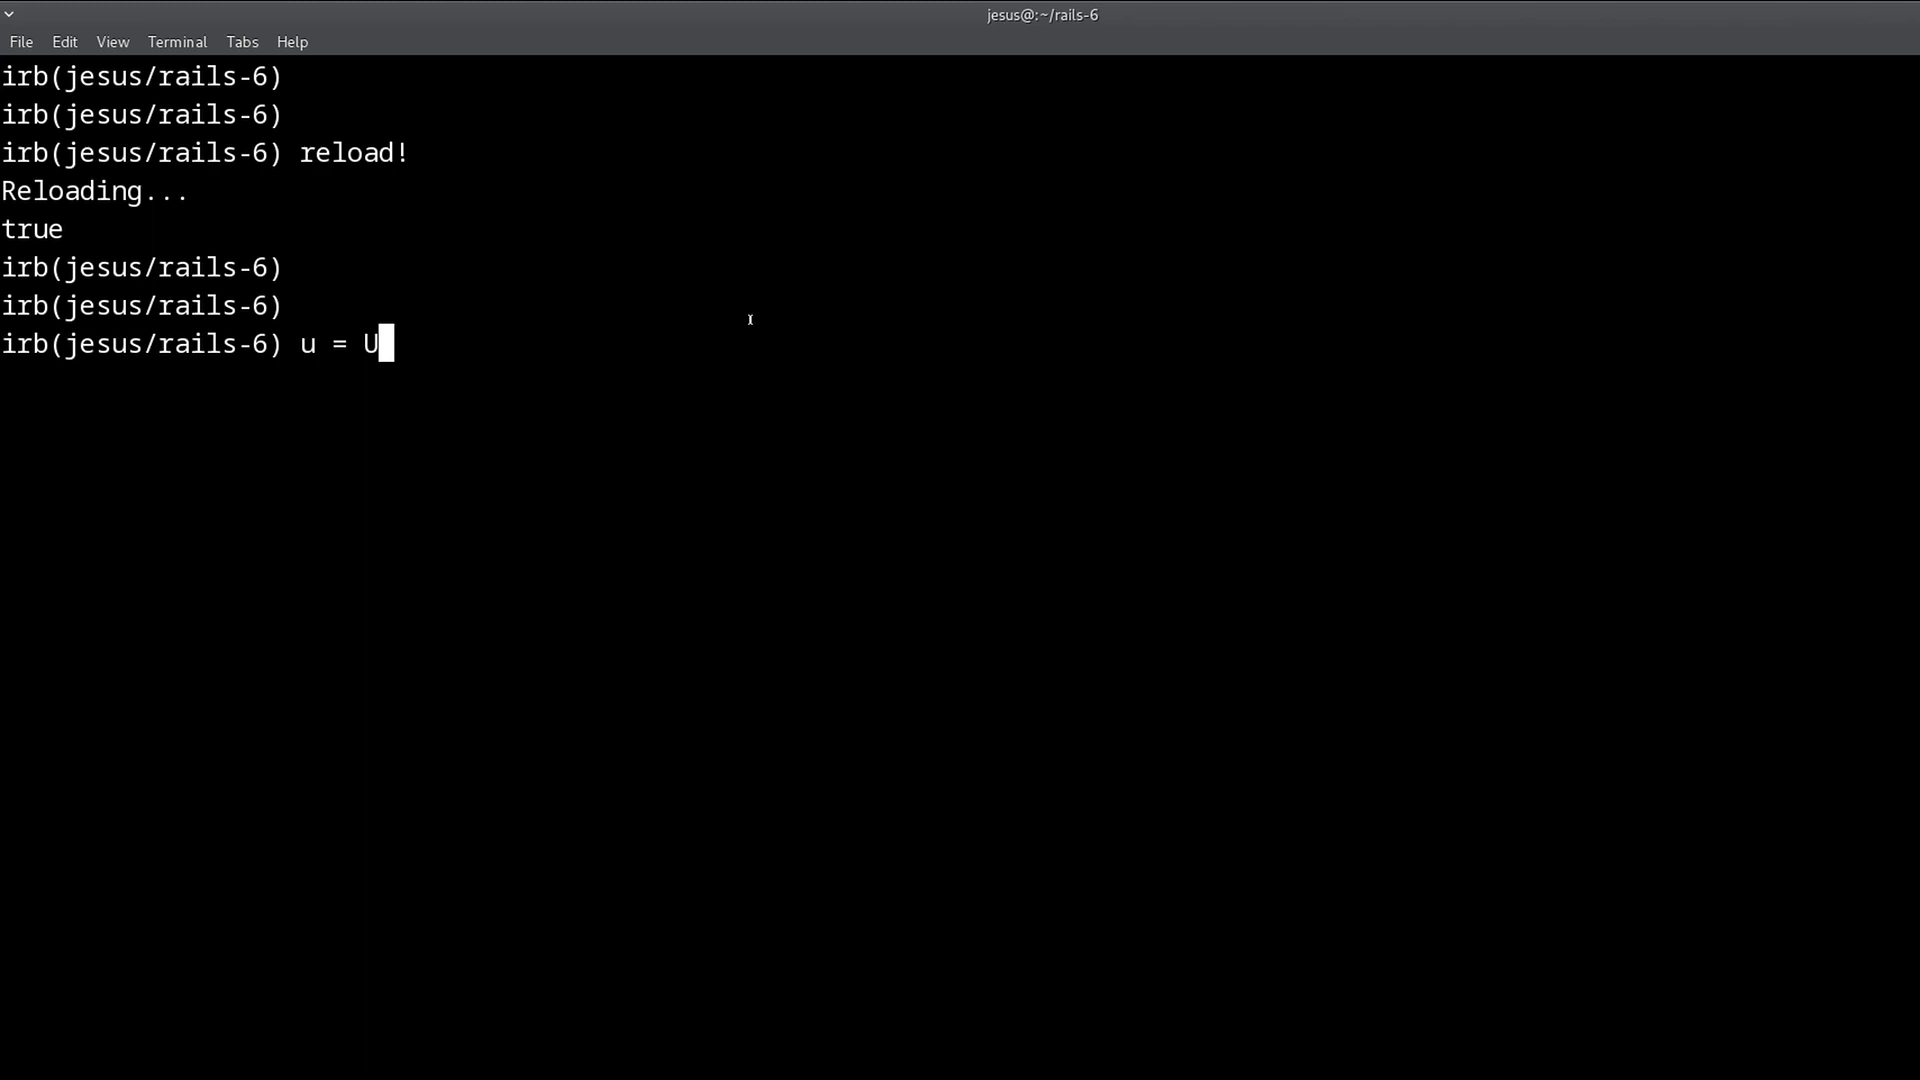 jesus@:~/rails-6
File Edit View Terminal Tabs Help
irb(jesus/rails-6)
irb(jesus/rails-6)
irb(jesus/rails-6) reload!
Reloading...
true
irb(jesus/rails-6)
irb(jesus/rails-6)
irb(jesus/rails-6) u = U